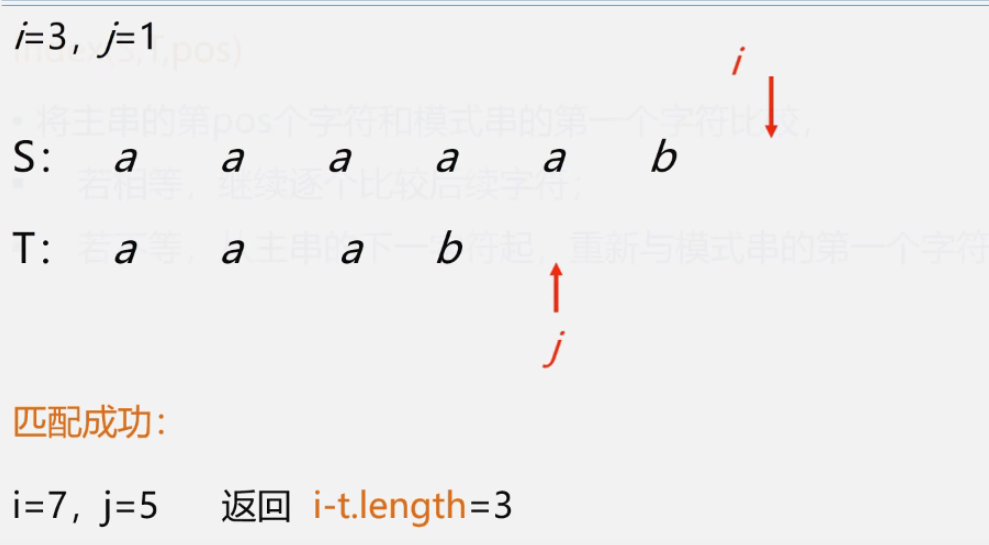 i=3，j=1
Index(S,T,pos)
i
• 将主串的第pos个字符和模式串的第一个字符比较，
S: a a a a a b
• 若相等，继续逐个比较后续字符；
T: a a a b
若不等，从主串的下一字符起，重新与模式串的第一个字符
j
匹配成功：
i=7，j=5 返回 i-t.length=3